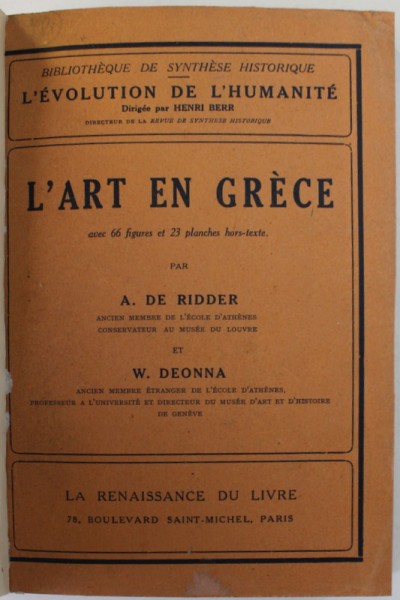 BIBLIOTHÈQUE DE SYNTHÈSE HISTORIQUE
L'ÉVOLUTION DE L'HUMANITÉ
Dirigée par HENRI BERR
DIRECTEUR DE LA REVUE DE SYNTHESE HISTORIQUE
L'ART EN GRÈCE
avec 66 figures et 23 planches hors-texte.
PAR
A. DE RIDDER
ANCIEN MEMBRE DE L'ÉCOLE D'ATHÈNES
CONSERVATEUR AU MUSÉE DU LOUVRE
ET
W. DEONNA
ANCIEN MEMBRE ÉTRANGER DE L'ÉCOLE D'ATHÈNES,
PROFESSEUR A L'UNIVERSITÉ ET DIRECTEUR DU MUSÉE D'ART ET D'HISTOIRE
DE GENÈVE
LA RENAISSANCE DU LIVRE
78, BOULEVARD SAINT-MICHEL, PARIS